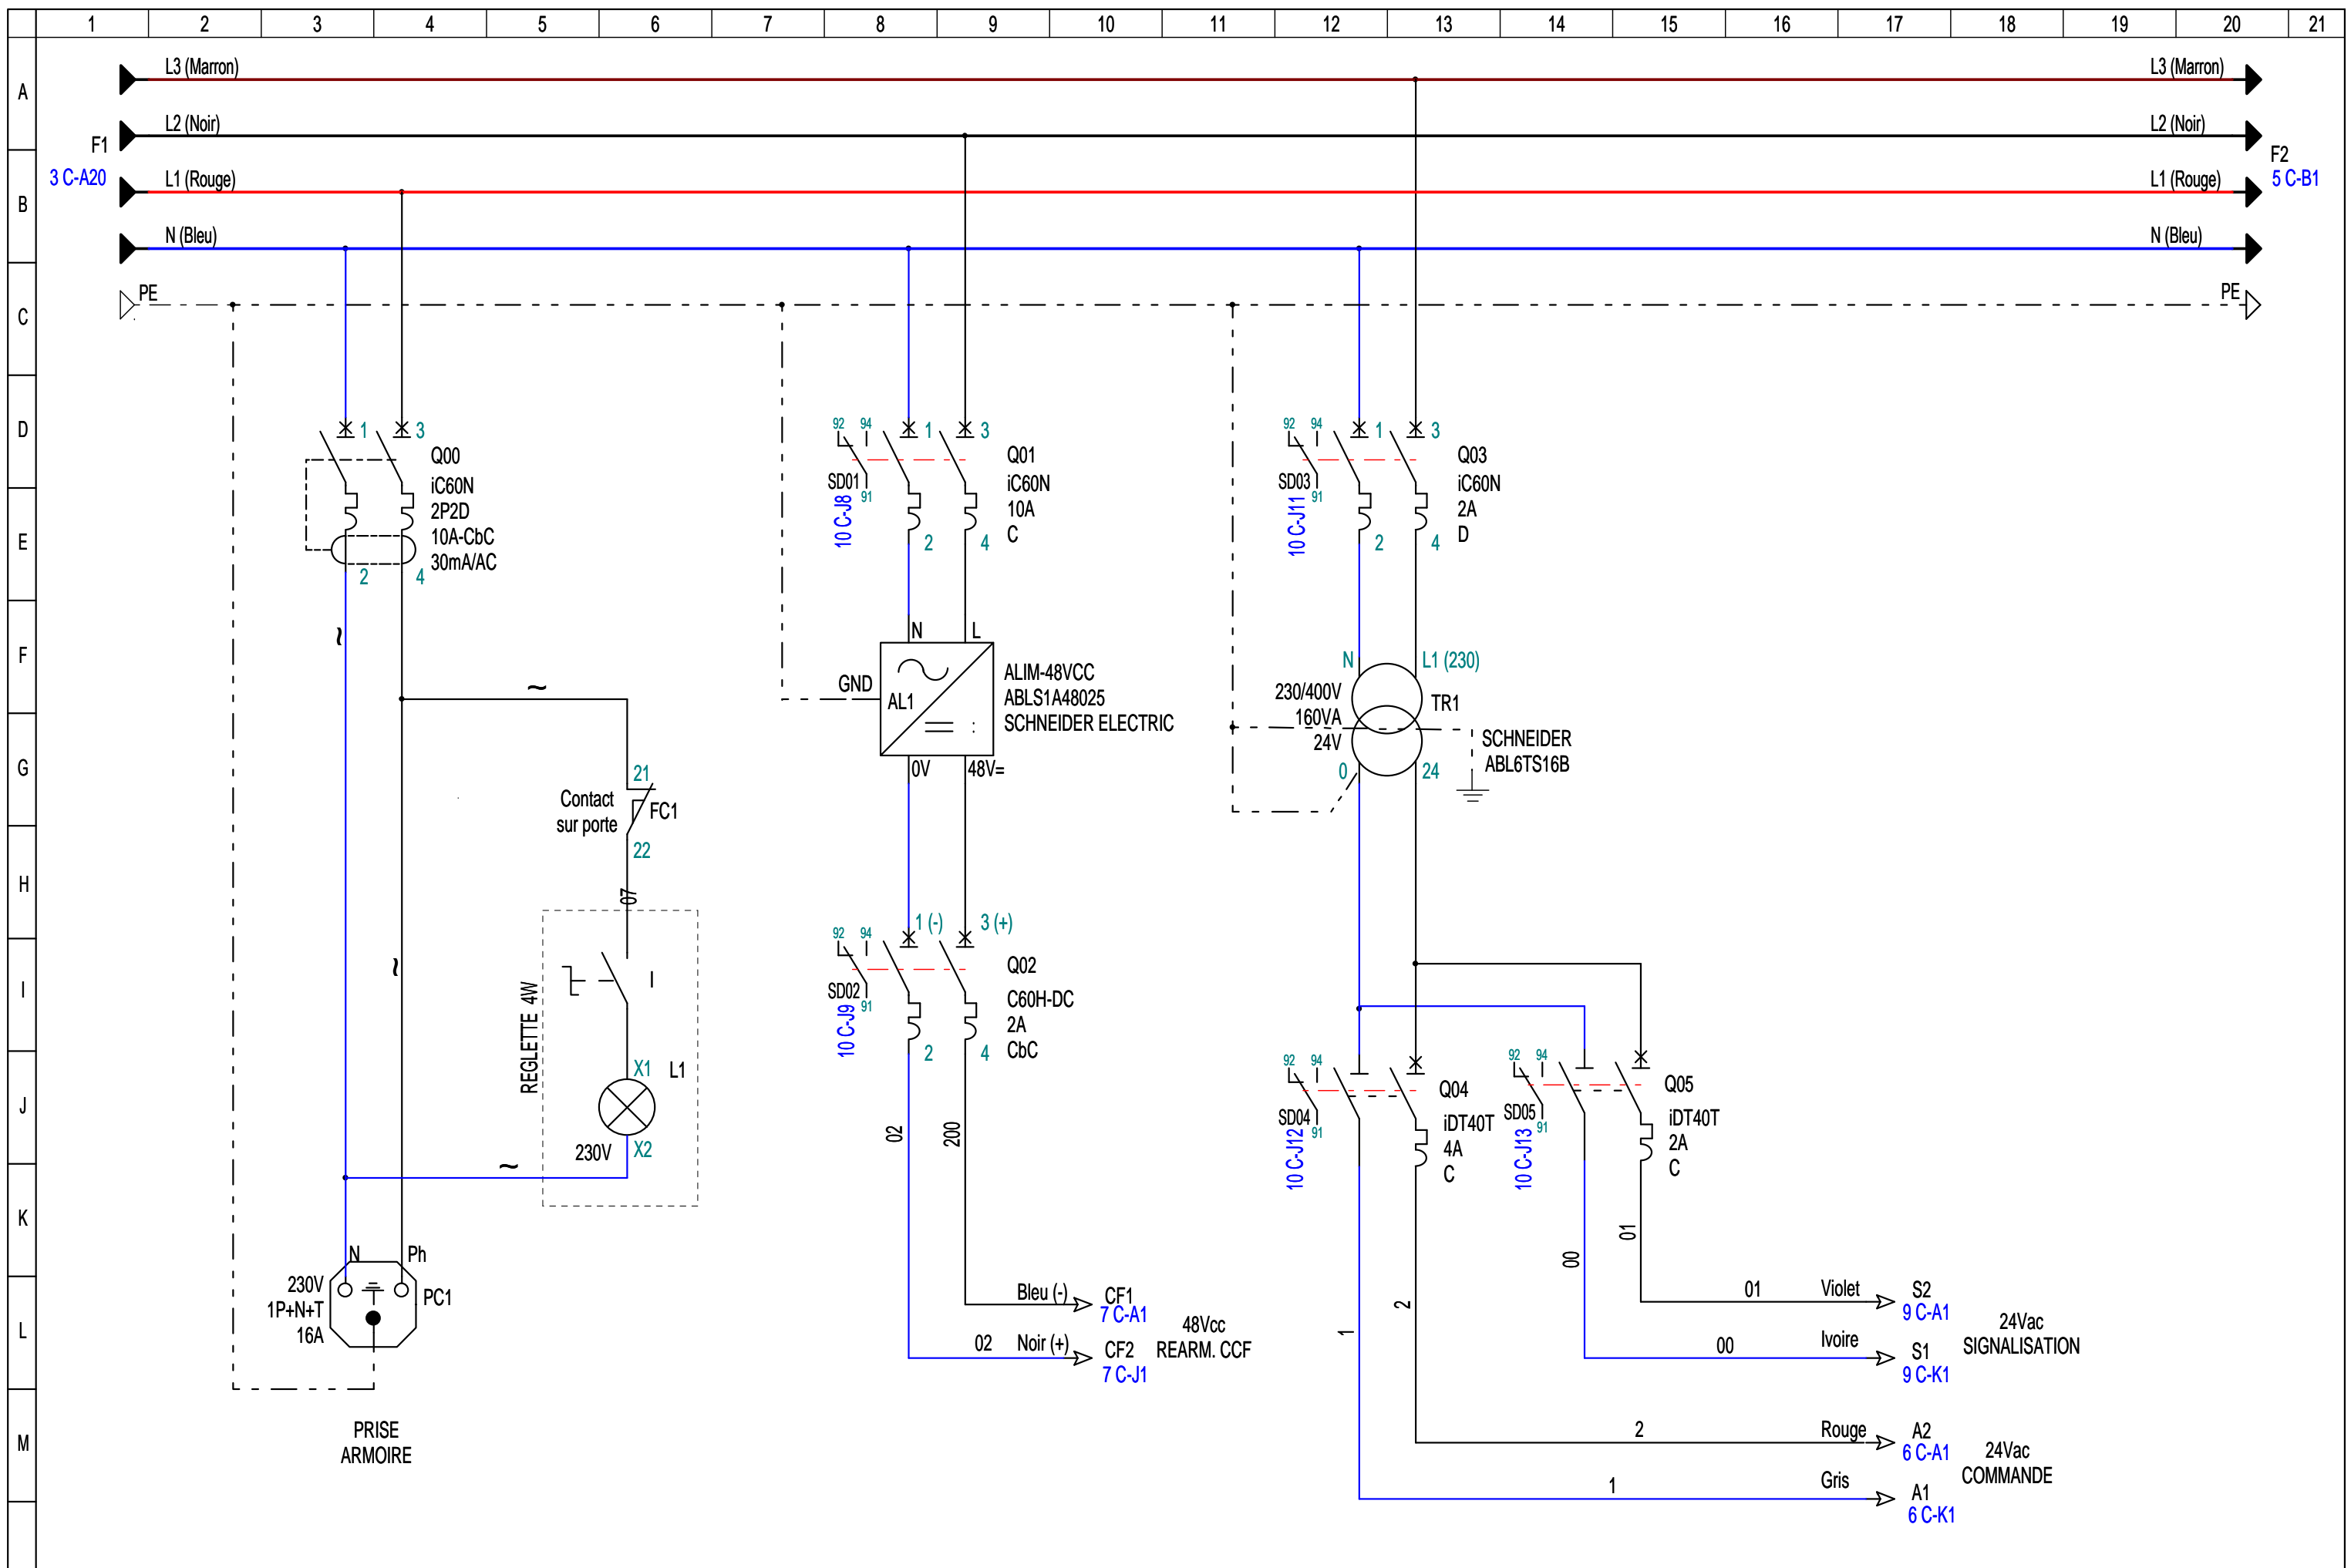 1 2 3 4 5 6 7 8 9 10 11 12 13 14 15 16 17 18 19 20 21
A
B
C
D
E
F
G
H
I
J
K
L
M
L3 (Marron)
L3 (Marron)
L2 (Noir)
L2 (Noir)
F1
3 C-A20
F2
5 C-B1
L1 (Rouge)
L1 (Rouge)
N (Bleu)
N (Bleu)
PE
PE
1 3
Q00
iC60N
2P2D
10A-CbC
30mA/AC
2 4
~
~
~
~
21
Contact
sur porte
FC1
22
07
REGLETTE 4W
I
X1
L1
230V
X2
N
Ph
230V
1P+N+T
16A
PC1
PRISE
ARMOIRE
92 94
1 3
SD01
91
10 C-J8
Q01
iC60N
10A
C
2 4
N L
GND
AL1
ALIM-48VCC
ABLS1A48025
SCHNEIDER ELECTRIC
0V
48V=
92 94
1 (-)
3 (+)
SD02
91
10 C-J9
Q02
C60H-DC
2A
CbC
2 4
02
200
Bleu (-)
CF1
7 C-A1
02
Noir (+)
CF2
7 C-J1
48Vcc
REARM. CCF
92 94
1 3
SD03
91
10 C-J11
Q03
iC60N
2A
D
2 4
N
L1 (230)
230/400V
160VA
24V
TR1
SCHNEIDER
ABL6TS16B
0
24
92 94
SD04
91
10 C-J12
Q04
iDT40T
4A
C
92 94
SD05
91
10 C-J13
Q05
iDT40T
2A
C
1
2
00
01
01
Violet
S2
9 C-A1
00
Ivoire
S1
9 C-K1
24Vac
SIGNALISATION
2
Rouge
A2
6 C-A1
1
Gris
A1
6 C-K1
24Vac
COMMANDE